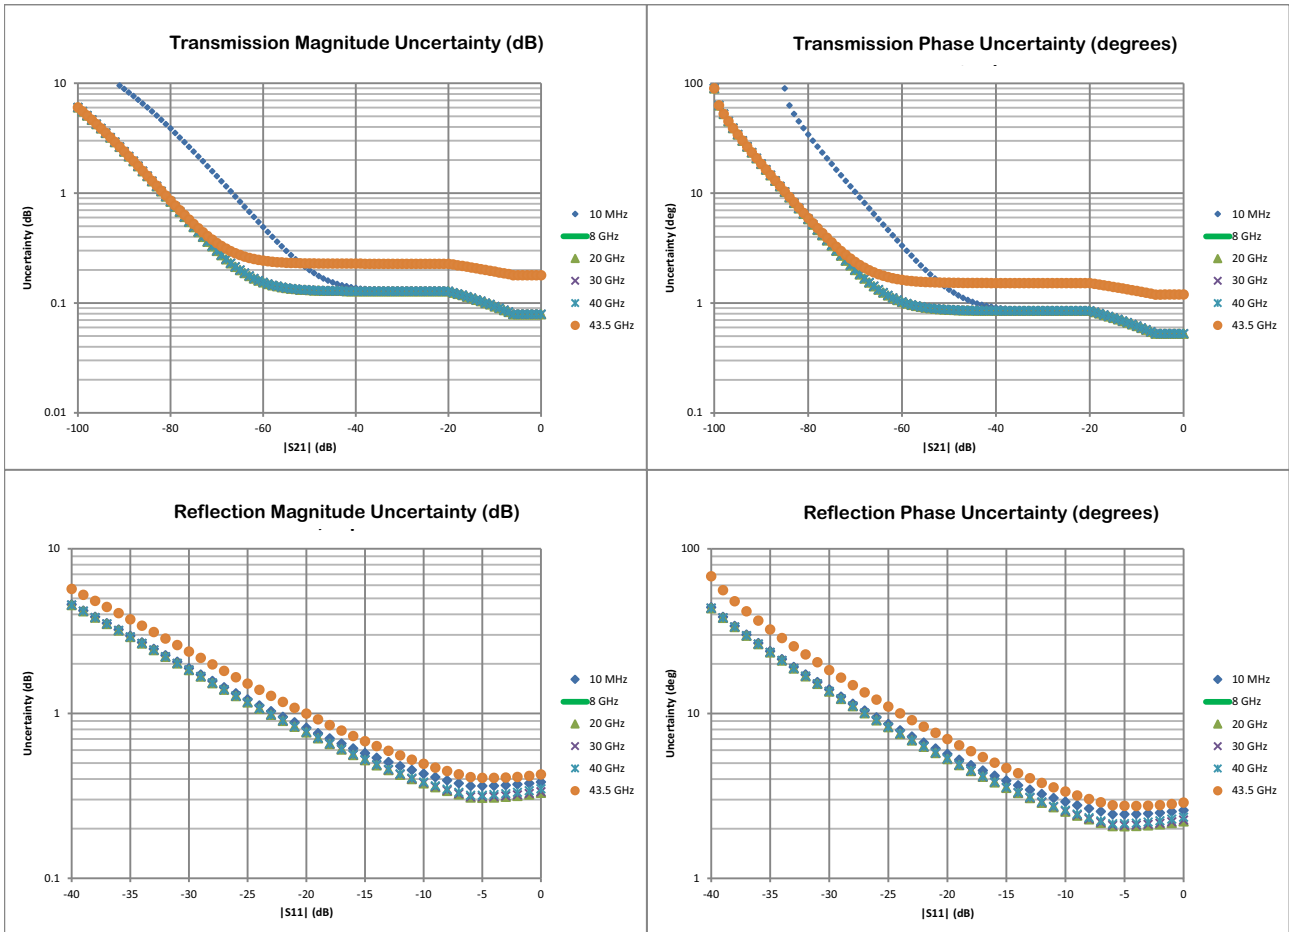 Transmission Magnitude Uncertainty (dB)
Uncertainty (dB)
10
1
0.1
0.01
-100
-80
-60
-40
-20
0
|S21| (dB)
10 MHz
8 GHz
20 GHz
30 GHz
40 GHz
43.5 GHz
Transmission Phase Uncertainty (degrees)
Uncertainty (deg)
100
10
1
0.1
-100
-80
-60
-40
-20
0
|S21| (dB)
10 MHz
8 GHz
20 GHz
30 GHz
40 GHz
43.5 GHz
Reflection Magnitude Uncertainty (dB)
Uncertainty (dB)
10
1
0.1
-40
-35
-30
-25
-20
-15
-10
-5
0
|S11| (dB)
10 MHz
8 GHz
20 GHz
30 GHz
40 GHz
43.5 GHz
Reflection Phase Uncertainty (degrees)
Uncertainty (deg)
100
10
1
-40
-35
-30
-25
-20
-15
-10
-5
0
|S11| (dB)
10 MHz
8 GHz
20 GHz
30 GHz
40 GHz
43.5 GHz